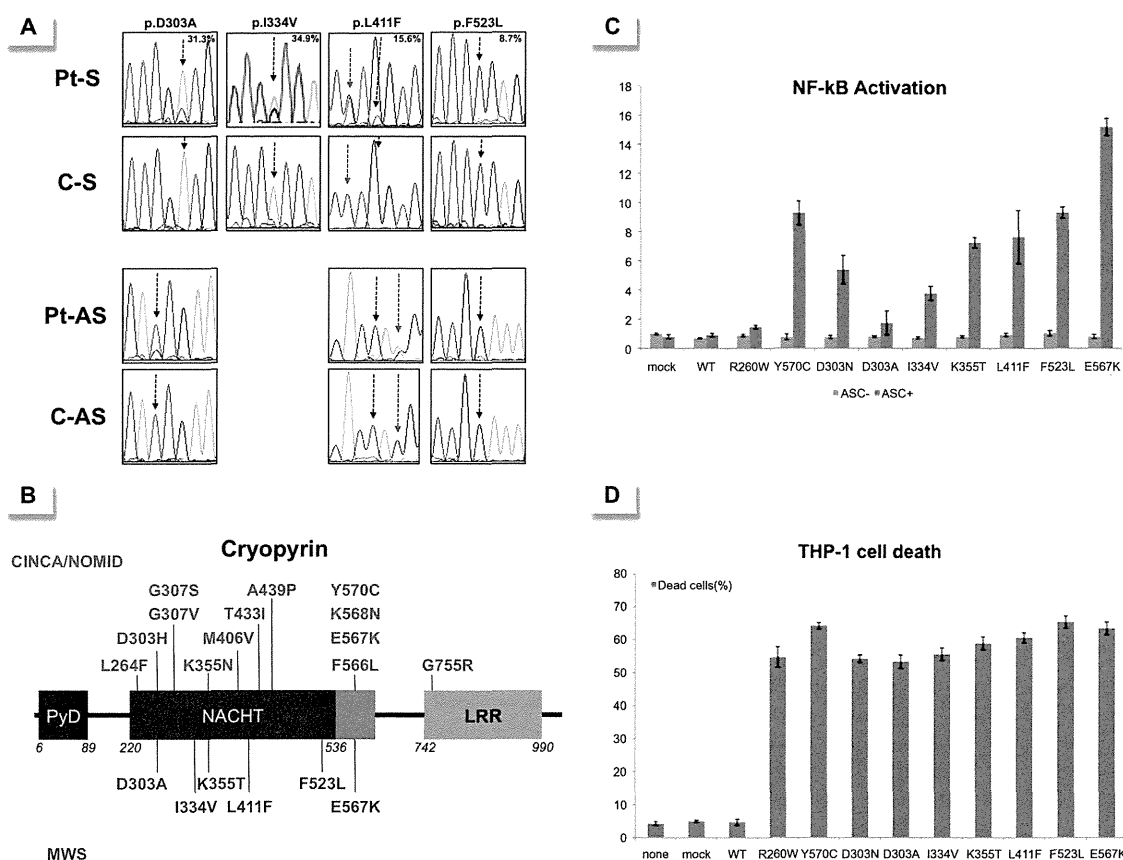 A
p.D303A p.I334V p.L411F p.F523L
31.3% 34.9% 15.6% 8.7%
Pt-S
C-S
Pt-AS
C-AS
B
Cryopyrin
CINCA/NOMID
G307S A439P Y570C
G307V T433I K568N
D303H M406V E567K
L264F K355N F566L G755R
PyD NACHT LRR
6 89 220 536 742 990
D303A K355T F523L
I334V L411F E567K
MWS
C
NF-kB Activation
18
16
14
12
10
8
6
4
2
0
mock WT R260W Y570C D303N D303A I334V K355T L411F F523L E567K
ASC- ASC+
D
THP-1 cell death
Dead cells(%)
80
70
60
50
40
30
20
10
0
none mock WT R260W Y570C D303N D303A I334V K355T L411F F523L E567K